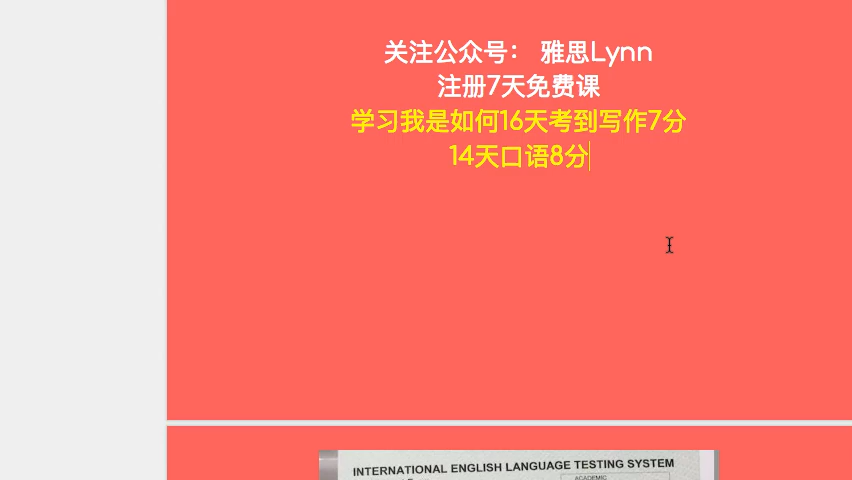 关注公众号： 雅思Lynn
注册7天免费课
学习我是如何16天考到写作7分
14天口语8分
INTERNATIONAL ENGLISH LANGUAGE TESTING SYSTEM
ACADEMIC